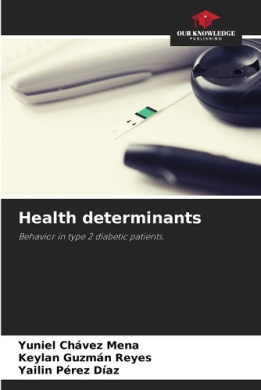 OUR KNOWLEDGE
PUBLISHING
Health determinants
Behavior in type 2 diabetic patients.
Yuniel Chávez Mena
Keylan Guzmán Reyes
Yailin Pérez Díaz